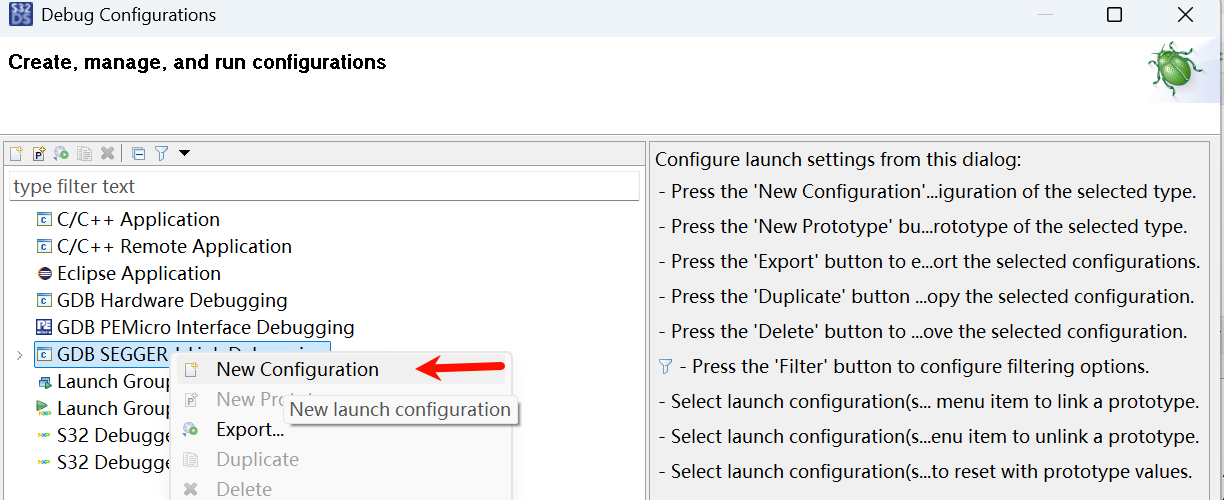 S32
DS
Debug Configurations
Create, manage, and run configurations
type filter text
C/C++ Application
C/C++ Remote Application
Eclipse Application
GDB Hardware Debugging
GDB PEMicro Interface Debugging
GDB SEGGER
Launch Grou
Launch Grou
S32 Debugge
S32 Debugge
New Configuration
New
New launch configuration
Export...
Duplicate
Delete
Configure launch settings from this dialog:
- Press the 'New Configuration'...iguration of the selected type.
- Press the 'New Prototype' bu...rototype of the selected type.
- Press the 'Export' button to e...ort the selected configurations.
- Press the 'Duplicate' button ...opy the selected configuration.
- Press the 'Delete' button to ...ove the selected configuration.
- Press the 'Filter' button to configure filtering options.
- Select launch configuration(s... menu item to link a prototype.
- Select launch configuration(s...enu item to unlink a prototype.
- Select launch configuration(s...to reset with prototype values.